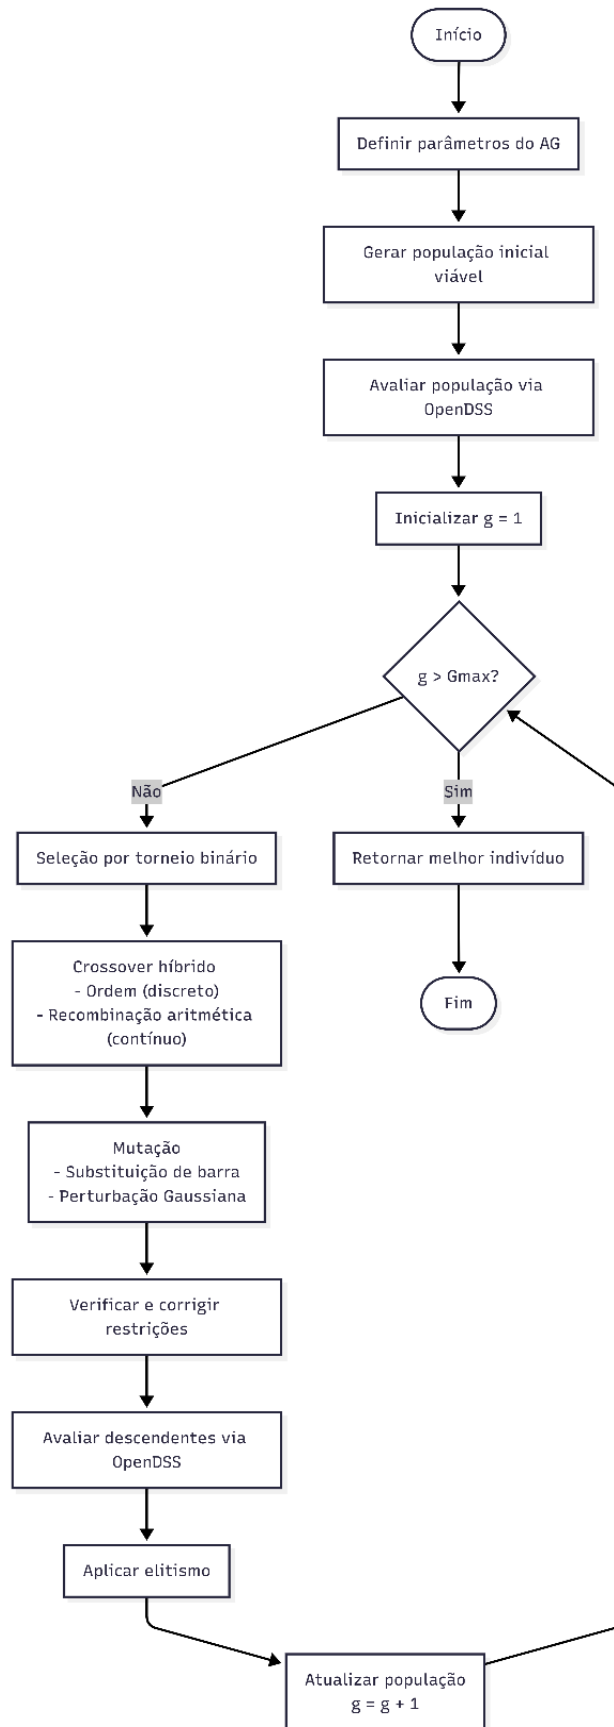 Início
Definir parâmetros do AG
Gerar população inicial
viável
Avaliar população via
OpenDSS
Inicializar g = 1
g > Gmax?
Não
Sim
Seleção por torneio binário
Retornar melhor indivíduo
Crossover híbrido
- Ordem (discreto)
- Recombinação aritmética
(contínuo)
Fim
Mutação
- Substituição de barra
- Perturbação Gaussiana
Verificar e corrigir
restrições
Avaliar descendentes via
OpenDSS
Aplicar elitismo
Atualizar população
g = g + 1